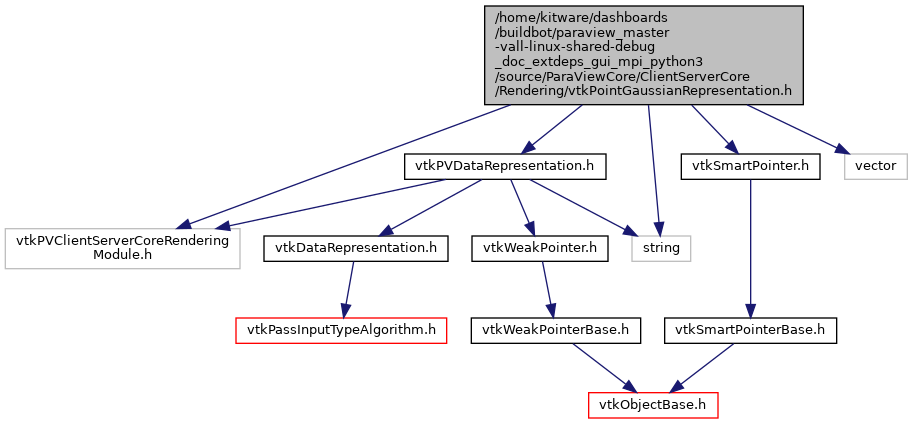 /home/kitware/dashboards
/buildbot/paraview_master
-vall-linux-shared-debug
_doc_extdeps_gui_mpi_python3
/source/ParaViewCore/ClientServerCore
/Rendering/vtkPointGaussianRepresentation.h
vtkPVDataRepresentation.h
vtkSmartPointer.h
vector
vtkPVClientServerCoreRendering
Module.h
vtkDataRepresentation.h
vtkWeakPointer.h
string
vtkPassInputTypeAlgorithm.h
vtkWeakPointerBase.h
vtkSmartPointerBase.h
vtkObjectBase.h